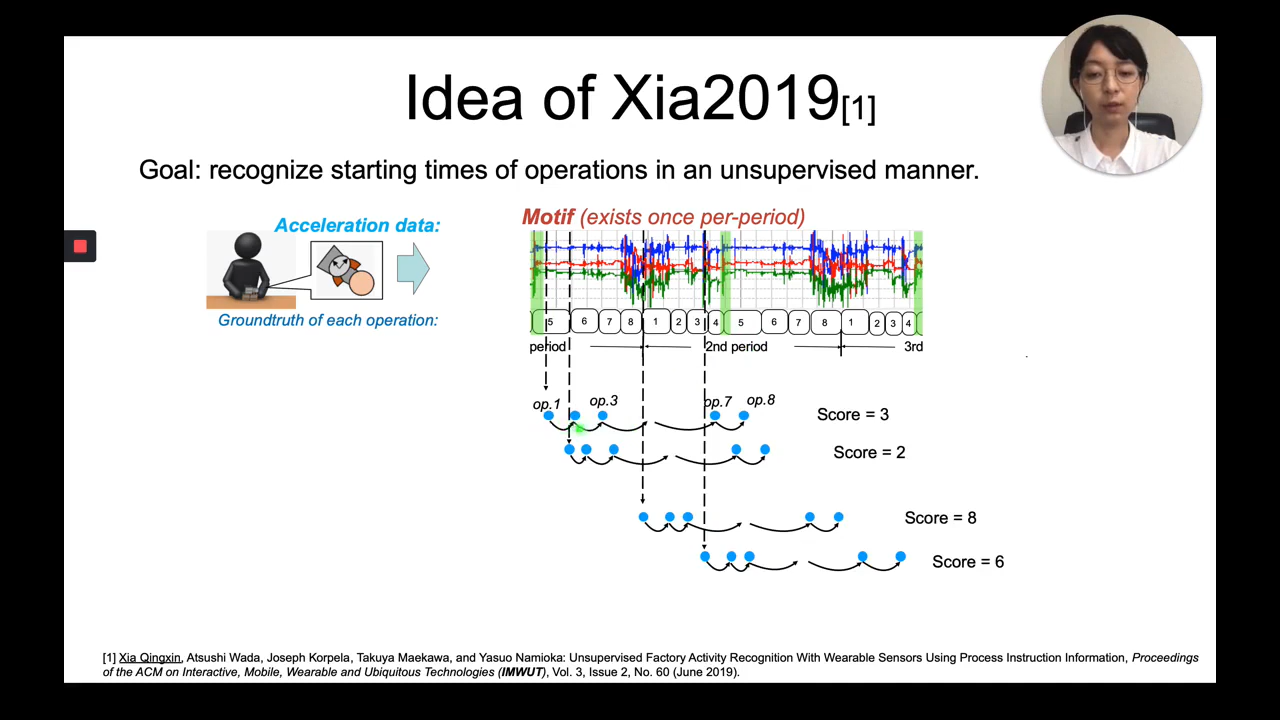 Idea of Xia2019[1]
Goal: recognize starting times of operations in an unsupervised manner.
Acceleration data:
Motif (exists once per-period)
Groundtruth of each operation:
5 6 7 8 1 2 3 4 5 6 7 8 1 2 3 4
period 2nd period 3rd
op.1 op.3 op.7 op.8
Score = 3
Score = 2
Score = 8
Score = 6
[1] Xia Qingxin, Atsushi Wada, Joseph Korpela, Takuya Maekawa, and Yasuo Namioka: Unsupervised Factory Activity Recognition With Wearable Sensors Using Process Instruction Information, Proceedings
of the ACM on Interactive, Mobile, Wearable and Ubiquitous Technologies (IMWUT), Vol. 3, Issue 2, No. 60 (June 2019).